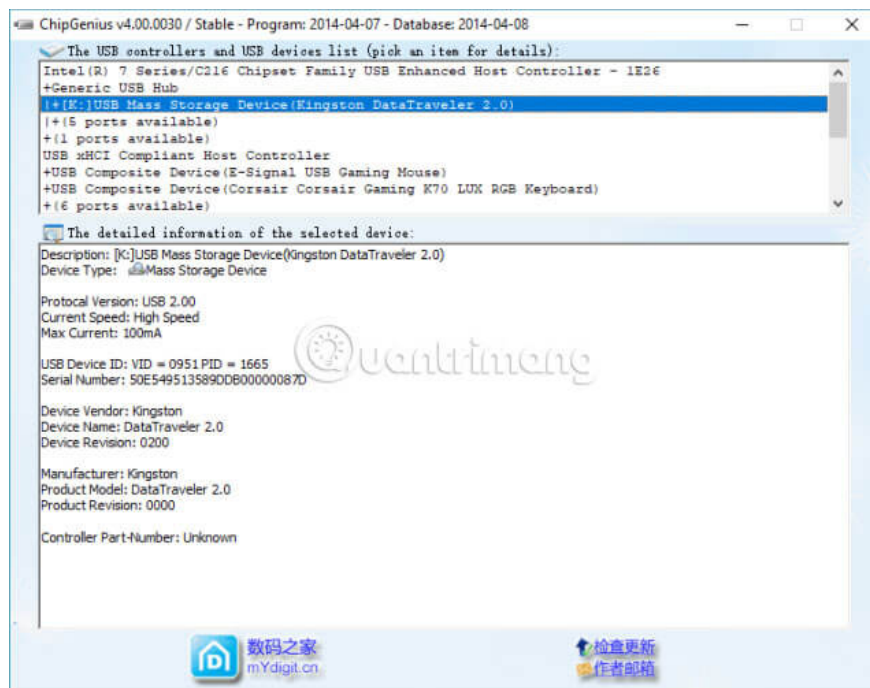 ChipGenius v4.00.0030 / Stable - Program: 2014-04-07 - Database: 2014-04-08
The USB controllers and USB devices list (pick an item for details):
Intel(R) 7 Series/C216 Chipset Family USB Enhanced Host Controller - 1E26
+Generic USB Hub
|+[K:]USB Mass Storage Device(Kingston DataTraveler 2.0)
|+(5 ports available)
+(1 ports available)
USB xHCI Compliant Host Controller
+USB Composite Device(E-Signal USB Gaming Mouse)
+USB Composite Device(Corsair Corsair Gaming K70 LUX RGB Keyboard)
+(6 ports available)
The detailed information of the selected device:
Description: [K:]USB Mass Storage Device(Kingston DataTraveler 2.0)
Device Type: Mass Storage Device
Protocal Version: USB 2.00
Current Speed: High Speed
Max Current: 100mA
USB Device ID: VID = 0951 PID = 1665
Serial Number: 50E549513589DDB00000087D
Device Vendor: Kingston
Device Name: DataTraveler 2.0
Device Revision: 0200
Manufacturer: Kingston
Product Model: DataTraveler 2.0
Product Revision: 0000
Controller Part-Number: Unknown
Quantrimang
数码之家
mYdigit.cn
检查更新
作者邮箱